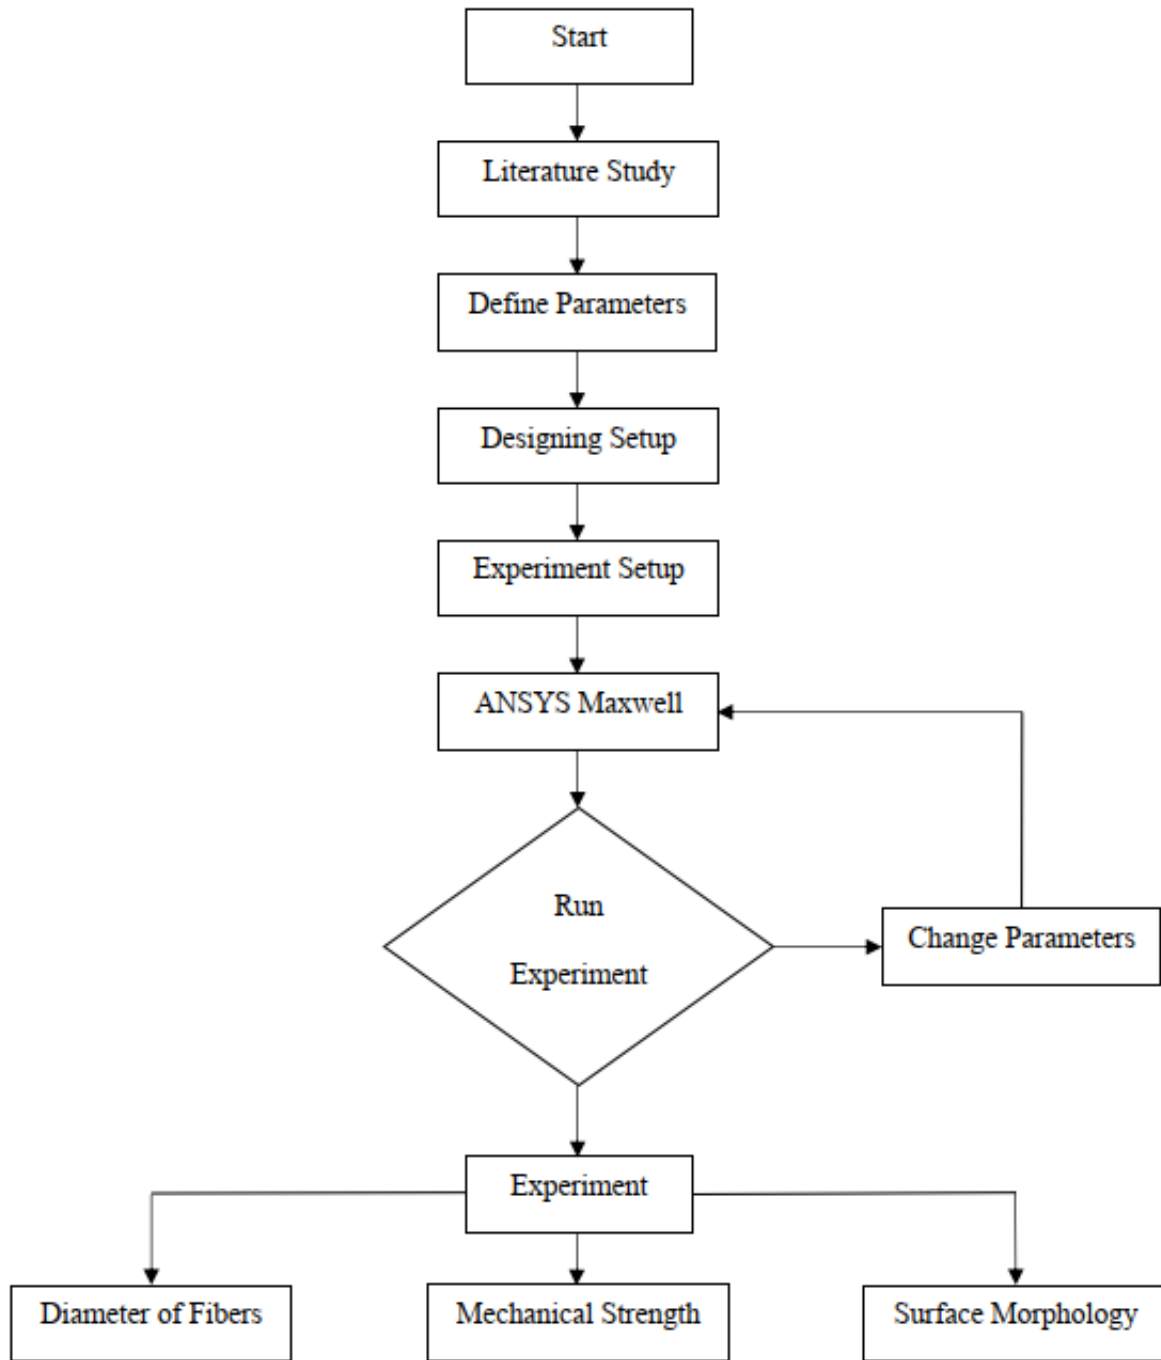 Start
Literature Study
Define Parameters
Designing Setup
Experiment Setup
ANSYS Maxwell
Run
Experiment
Change Parameters
Experiment
Diameter of Fibers
Mechanical Strength
Surface Morphology